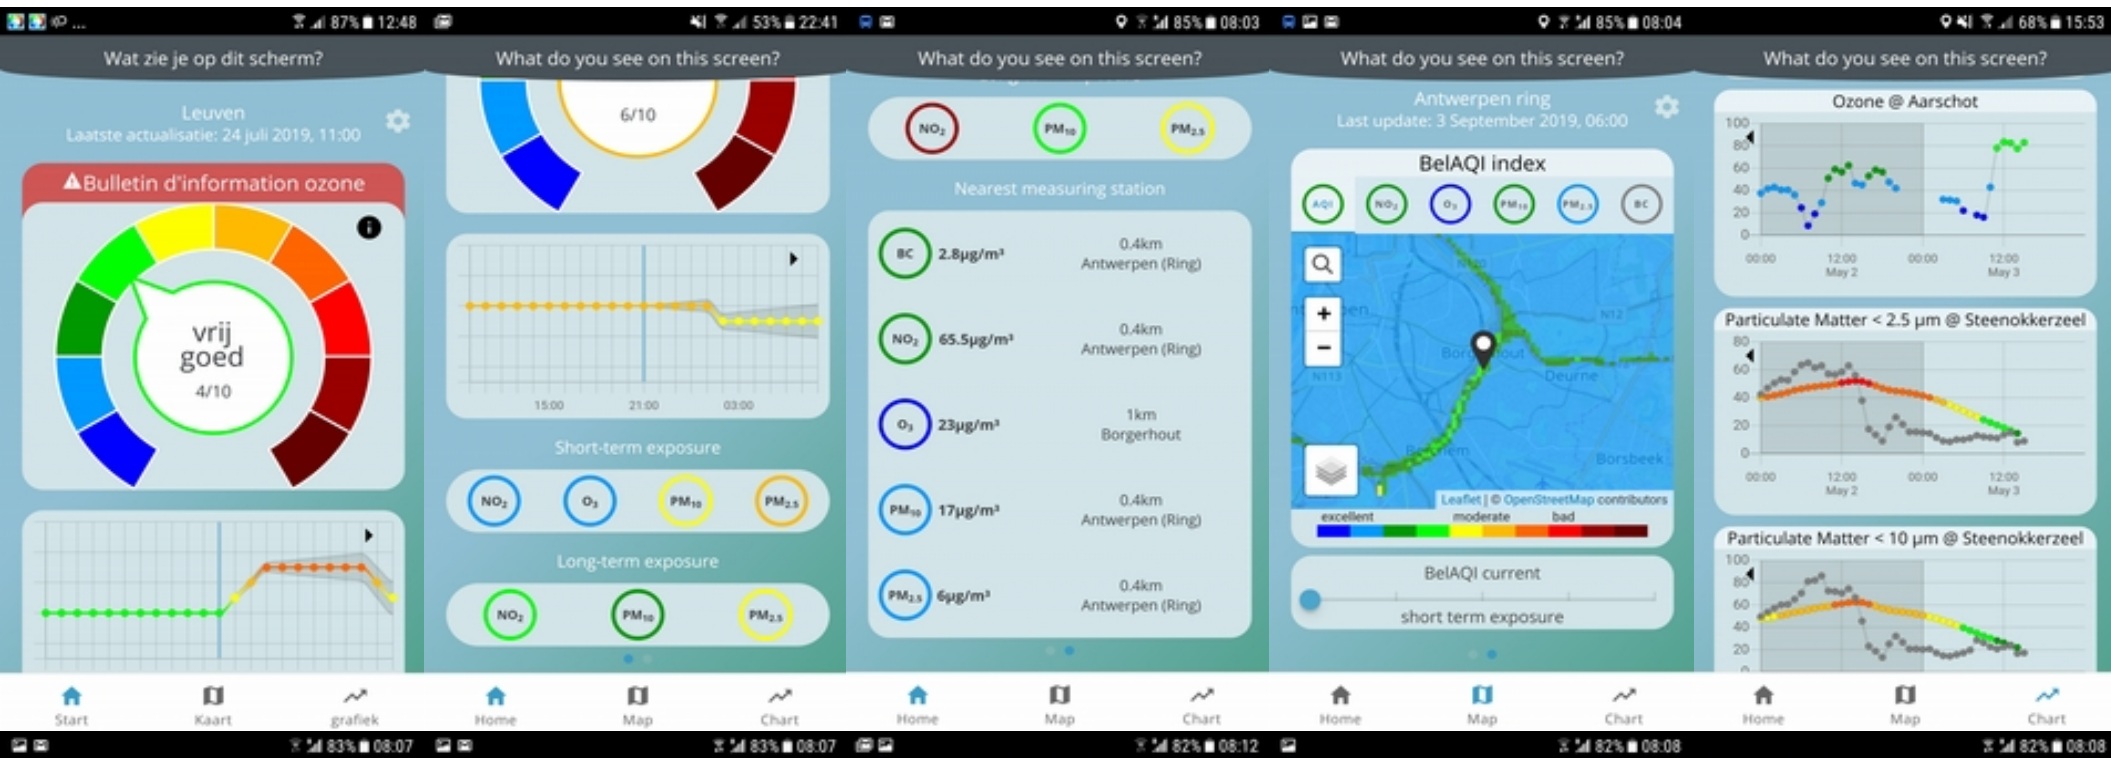 87% 12:48
Wat zie je op dit scherm?
Leuven
Laatste actualisatie: 24 juli 2019, 11:00
Bulletin d'information ozone
vrij
goed
4/10
Start Kaart grafiek
83% 08:07
53% 22:41
What do you see on this screen?
6/10
15:00 21:00 03:00
Short-term exposure
NO₂ O₃ PM₁₀ PM₂.₅
Long-term exposure
NO₂ PM₁₀ PM₂.₅
Home Map Chart
83% 08:07
85% 08:03
What do you see on this screen?
NO₂ PM₁₀ PM₂.₅
Nearest measuring station
BC 2.8µg/m³ 0.4km
Antwerpen (Ring)
NO₂ 65.5µg/m³ 0.4km
Antwerpen (Ring)
O₃ 23µg/m³ 1km
Borgerhout
PM₁₀ 17µg/m³ 0.4km
Antwerpen (Ring)
PM₂.₅ 6µg/m³ 0.4km
Antwerpen (Ring)
Home Map Chart
82% 08:12
85% 08:04
What do you see on this screen?
Antwerpen ring
Last update: 3 September 2019, 06:00
BelAQI index
AQI NO₂ O₃ PM₁₀ PM₂.₅ BC
+
N12
−
N113
Deurne
Borsbeek
Leaflet | © OpenStreetMap contributors
excellent moderate bad
BelAQI current
short term exposure
Home Map Chart
82% 08:08
68% 15:53
What do you see on this screen?
Ozone @ Aarschot
100
80
60
40
20
0
00:00 12:00 00:00 12:00
May 2 May 3
Particulate Matter < 2.5 µm @ Steenokkerzeel
80
60
40
20
0
00:00 12:00 00:00 12:00
May 2 May 3
Particulate Matter < 10 µm @ Steenokkerzeel
100
80
60
40
20
Home Map Chart
82% 08:08